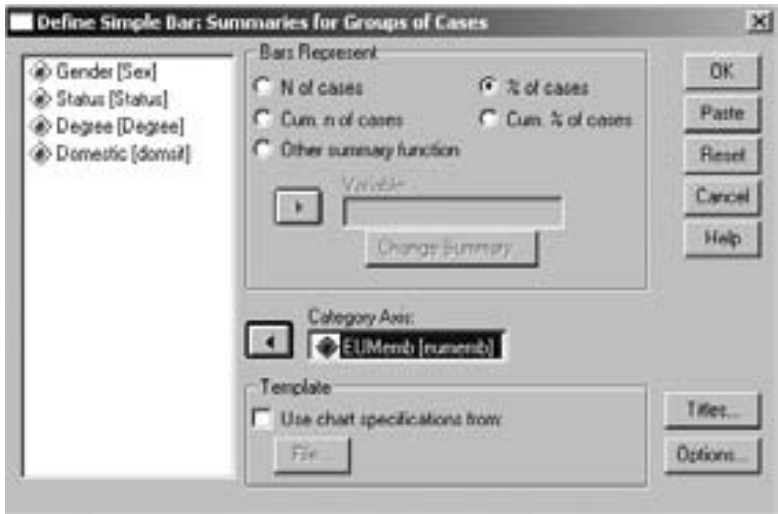 Define Simple Bar: Summaries for Groups of Cases
Gender [Sex]
Status [Status]
Degree [Degree]
Domestic [domsit]
Bars Represent
N of cases
% of cases
Cum. n of cases
Cum. % of cases
Other summary function
Variable:
Change Summary...
Category Axis:
EUMemb [eumemb]
Template
Use chart specifications from:
File...
OK
Paste
Reset
Cancel
Help
Titles...
Options...